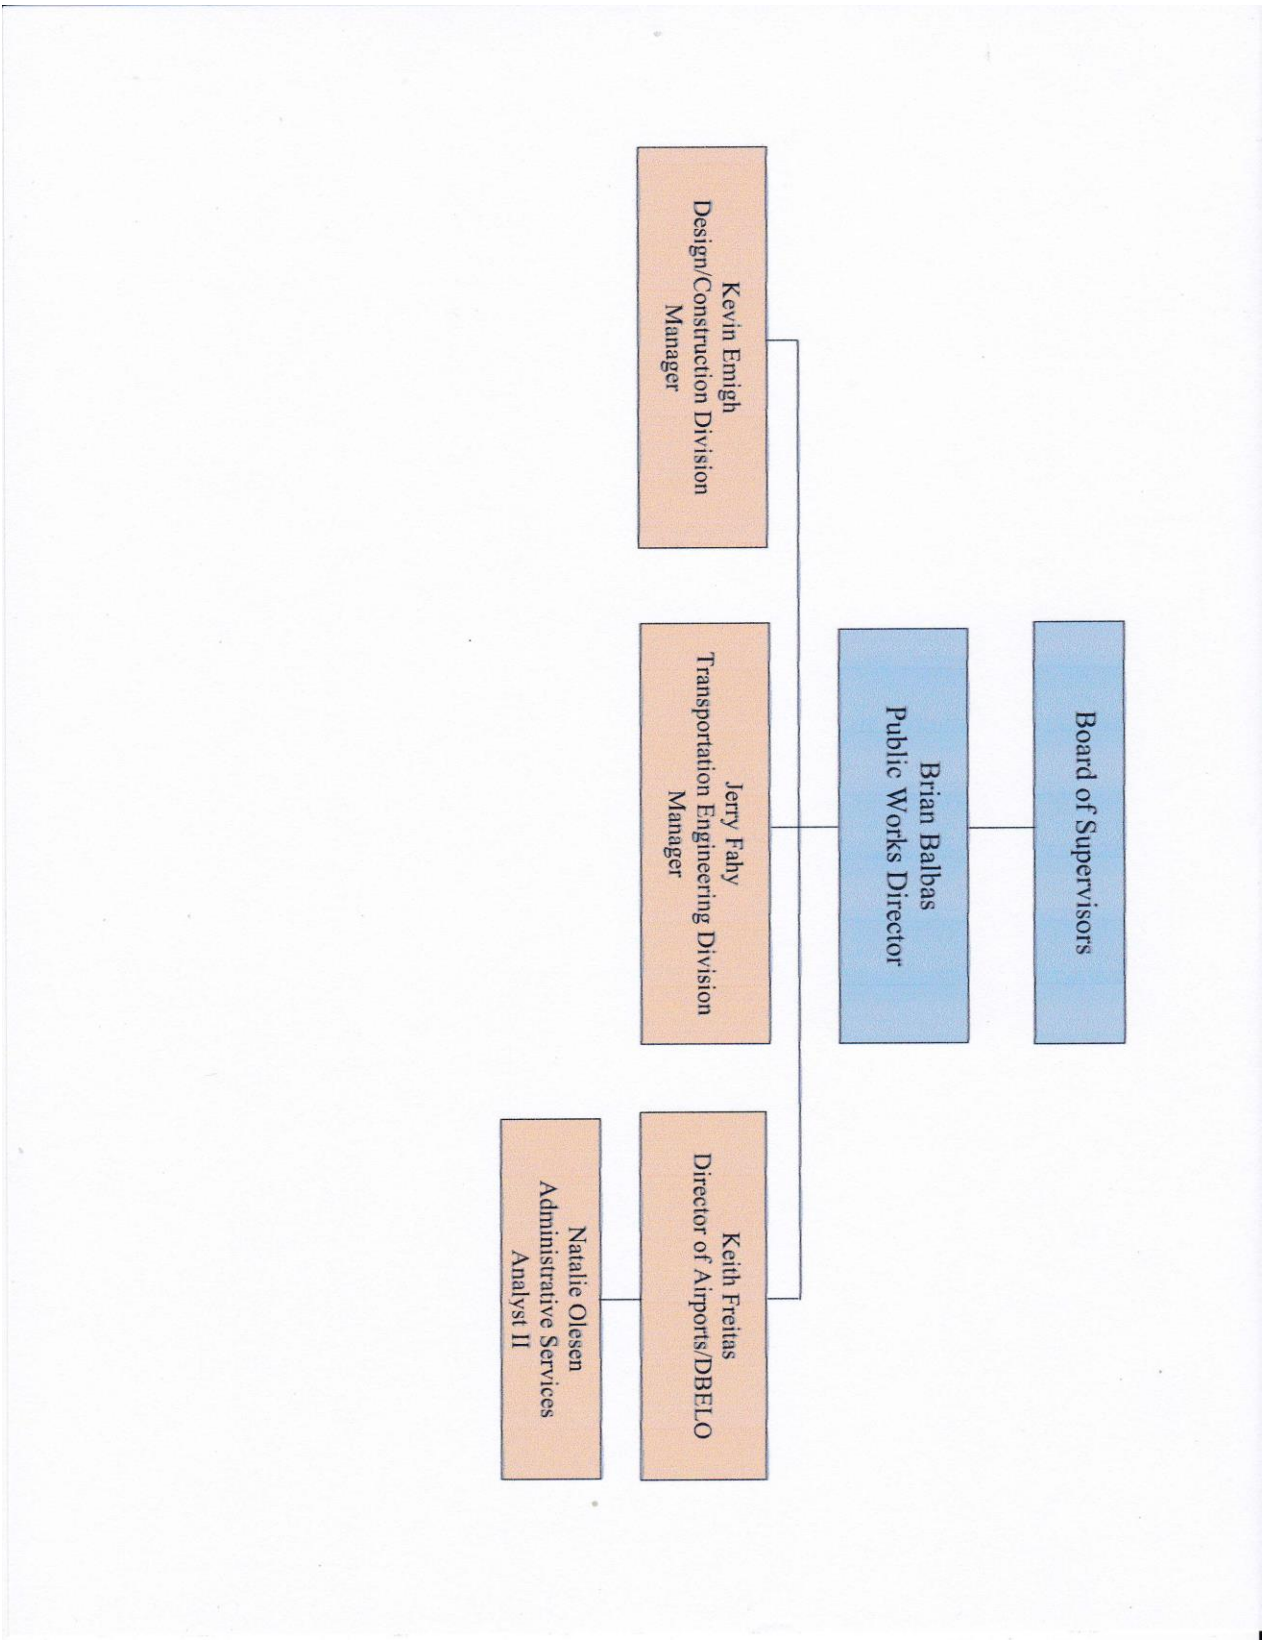 Board of Supervisors
Brian Balbas
Public Works Director
Kevin Emigh
Design/Construction Division
Manager
Jerry Fahy
Transportation Engineering Division
Manager
Keith Freitas
Director of Airports/DBELO
Natalie Olesen
Administrative Services
Analyst II